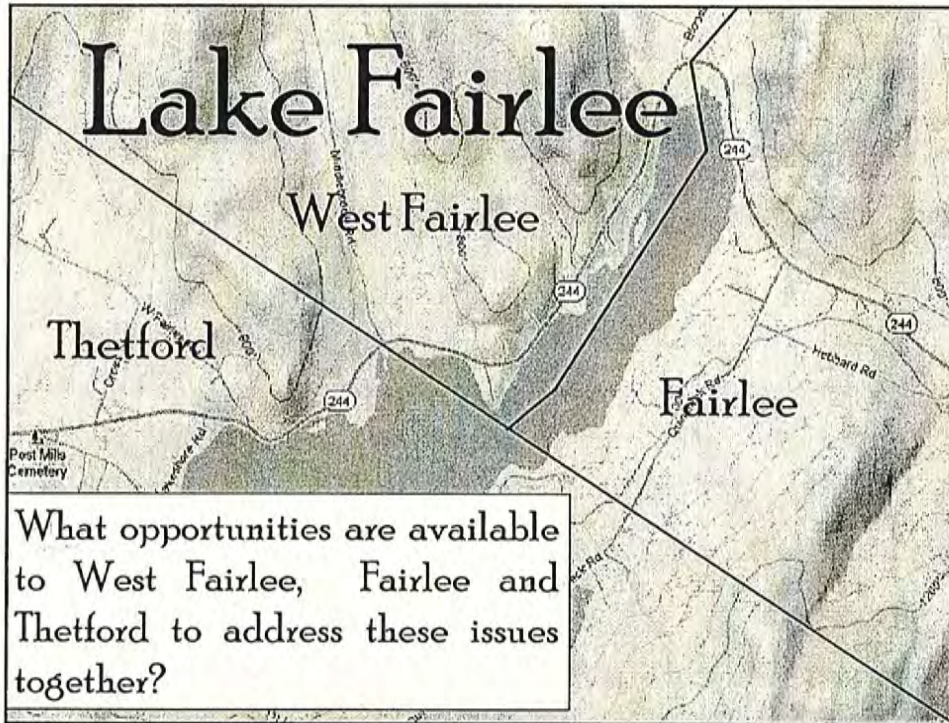 Lake Fairlee
244
West Fairlee
244
Thetford
244
244
Hebbard Rd
Fairlee
Post Mills
Cemetery
What opportunities are available
to West Fairlee, Fairlee and
Thetford to address these issues
together?
1200'